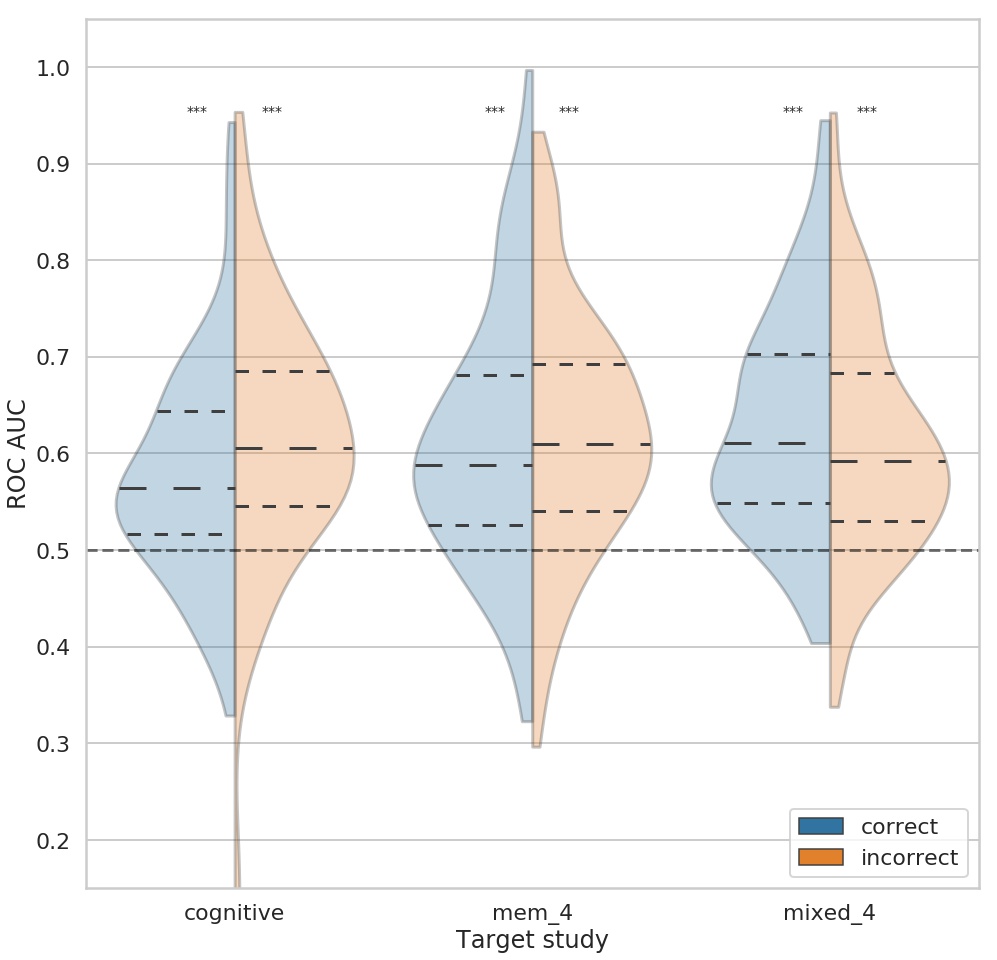 1.0
*** *** *** *** *** ***
0.9
0.8
0.7
0.6
0.5
0.4
0.3
0.2
ROC AUC
correct
incorrect
cognitive mem_4 mixed_4
Target study